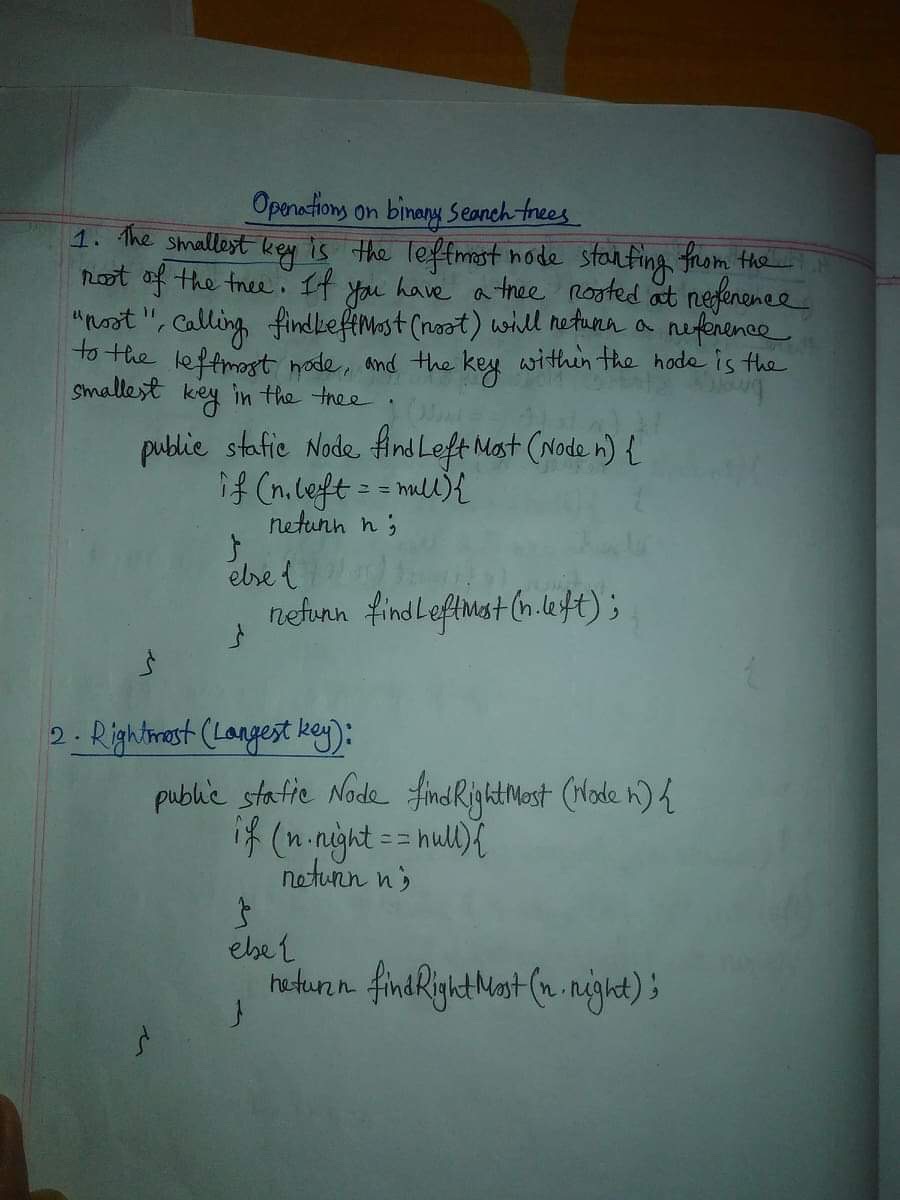 Operations on binary search trees
1. The smallest key is the leftmost node starting from the
root of the tree. If you have a tree rooted at reference
"root", calling findLeftMost (root) will return a reference
to the leftmost node, and the key within the node is the
smallest key in the tree.
public static Node findLeftMost (Node n) {
if (n.left == null){
return n;
}
else {
return findLeftMost (n.left);
}
}
2. Rightmost (Largest key):
public static Node findRightMost (Node n) {
if (n.right == null){
return n;
}
else {
return findRightMost (n.right);
}
}